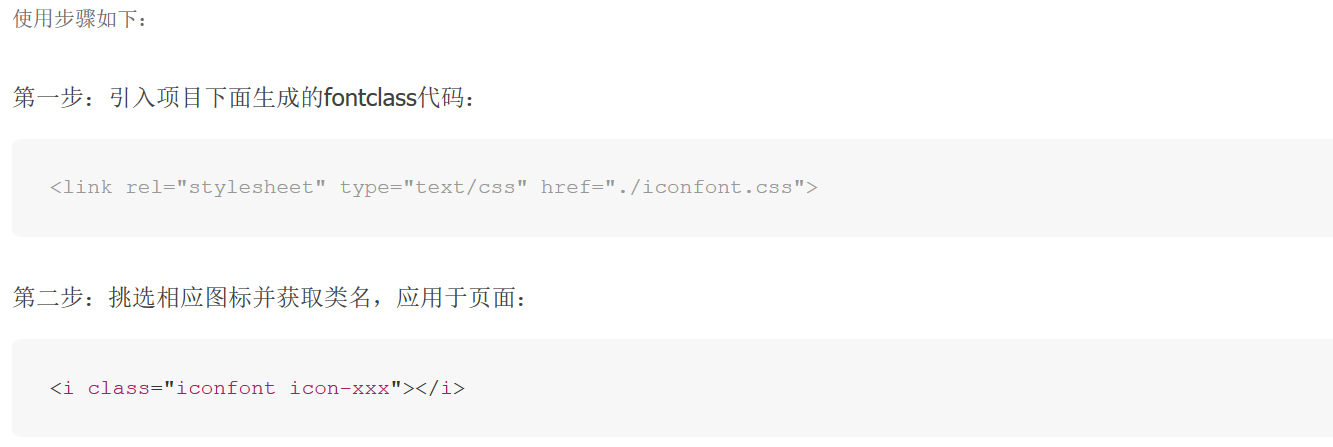 使用步骤如下：
第一步：引入项目下面生成的fontclass代码：
<link rel="stylesheet" type="text/css" href="./iconfont.css">
第二步：挑选相应图标并获取类名，应用于页面：
<i class="iconfont icon-xxx"></i>